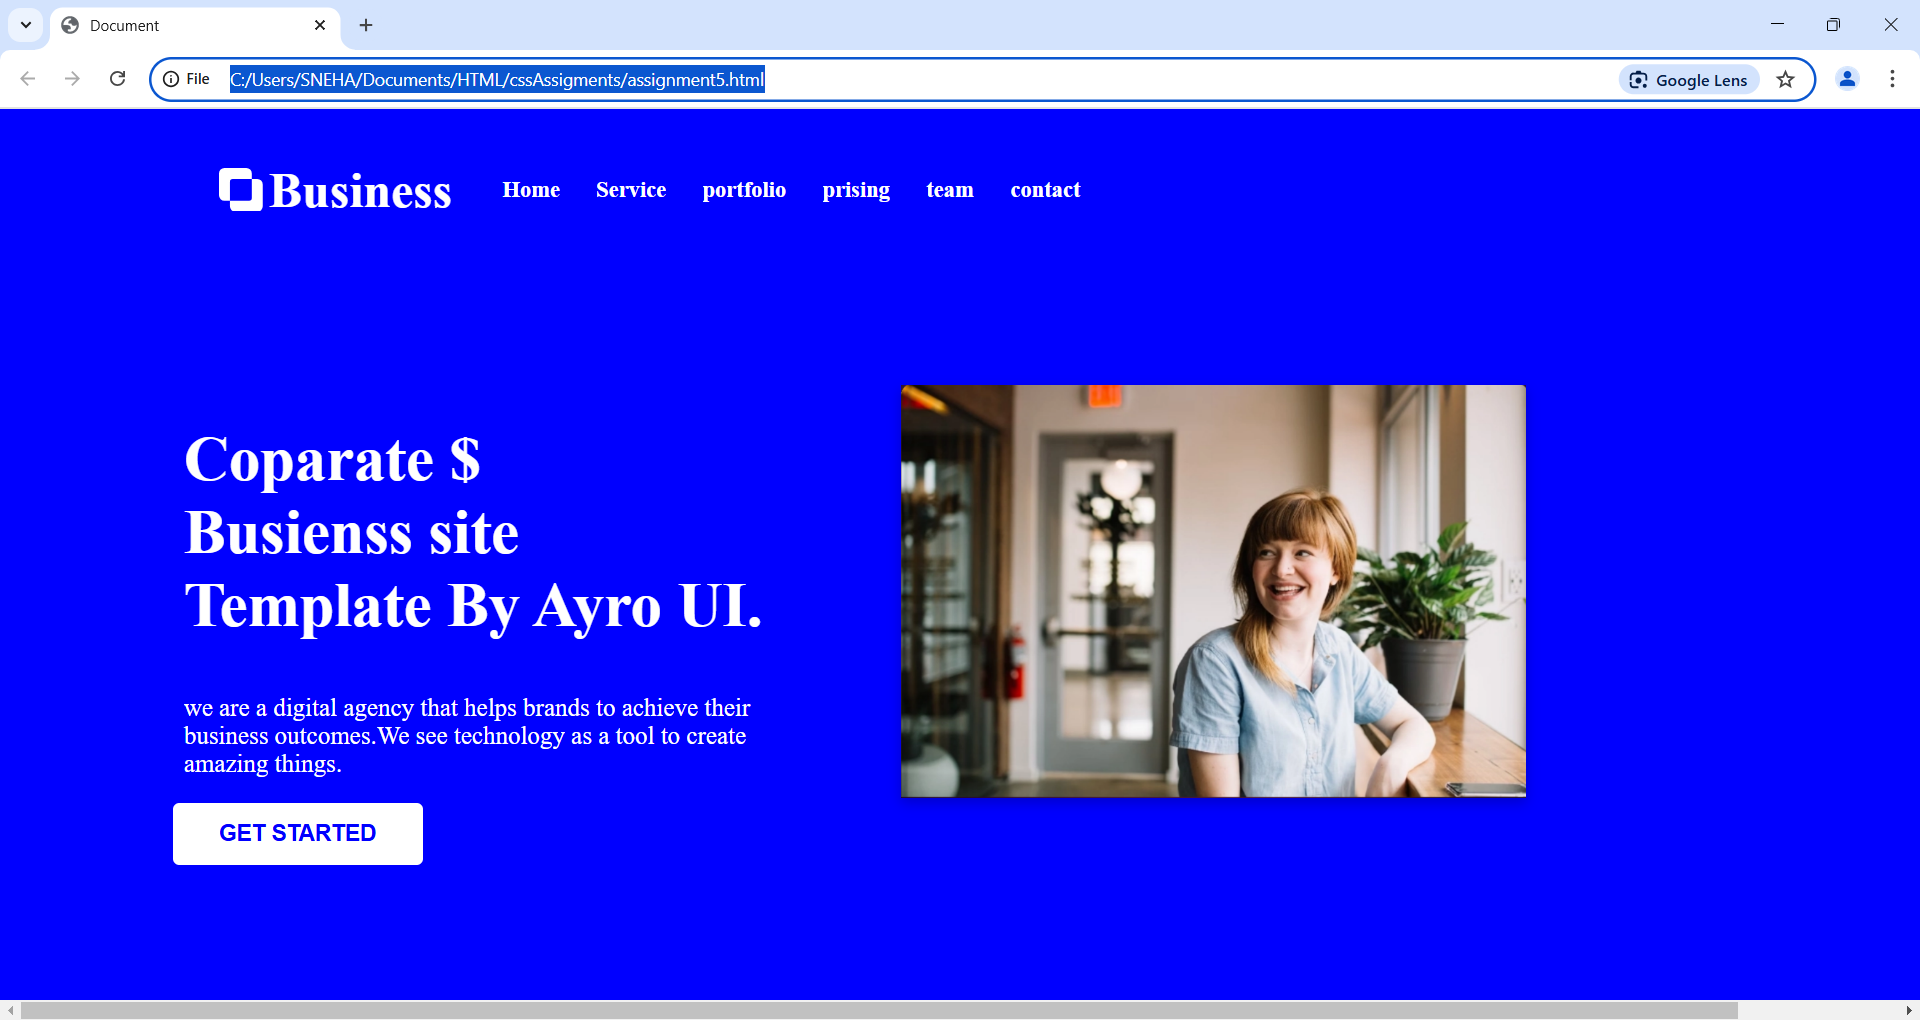 Document
File
C:/Users/SNEHA/Documents/HTML/cssAssigments/assignment5.html
Google Lens
Business
Home Service portfolio prising team contact
Coparate $
Busienss site
Template By Ayro UI.
we are a digital agency that helps brands to achieve their
business outcomes.We see technology as a tool to create
amazing things.
GET STARTED